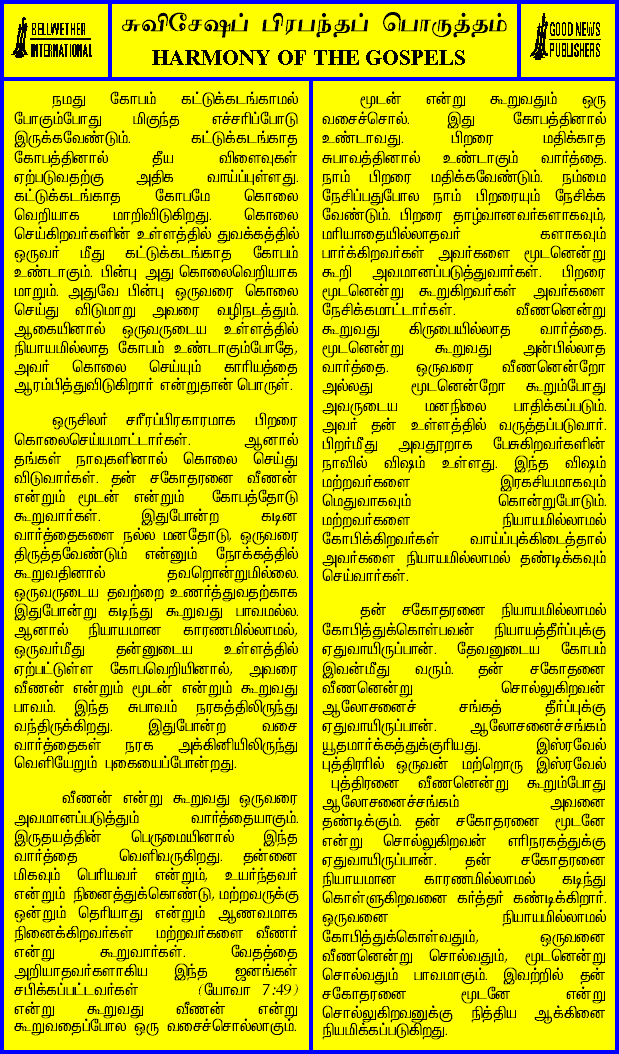 BELLWETHER
INTERNATIONAL
சுவிசேஷப் பிரபந்தப் பொருத்தம்
HARMONY OF THE GOSPELS
GOOD NEWS
PUBLISHERS
நமது கோபம் கட்டுக்கடங்காமல்
போகும்போது மிகுந்த எச்சரிப்போடு
இருக்கவேண்டும். கட்டுக்கடங்காத
கோபத்தினால் தீய விளைவுகள்
ஏற்படுவதற்கு அதிக வாய்ப்புள்ளது.
கட்டுக்கடங்காத கோபமே கொலை
வெறியாக மாறிவிடுகிறது. கொலை
செய்கிறவர்களின் உள்ளத்தில் துவக்கத்தில்
ஒருவர் மீது கட்டுக்கடங்காத கோபம்
உண்டாகும். பின்பு அது கொலைவெறியாக
மாறும். அதுவே பின்பு ஒருவரை கொலை
செய்து விடுமாறு அவரை வழிநடத்தும்.
ஆகையினால் ஒருவருடைய உள்ளத்தில்
நியாயமில்லாத கோபம் உண்டாகும்போதே,
அவர் கொலை செய்யும் காரியத்தை
ஆரம்பித்துவிடுகிறார் என்றுதான் பொருள்.
ஒருசிலர் சரீரப்பிரகாரமாக பிறரை
கொலைசெய்யமாட்டார்கள். ஆனால்
தங்கள் நாவுகளினால் கொலை செய்து
விடுவார்கள். தன் சகோதரனை வீணன்
என்றும் மூடன் என்றும் கோபத்தோடு
கூறுவார்கள். இதுபோன்ற கடின
வார்த்தைகளை நல்ல மனதோடு, ஒருவரை
திருத்தவேண்டும் என்னும் நோக்கத்தில்
கூறுவதினால் தவறொன்றுமில்லை.
ஒருவருடைய தவற்றை உணர்த்துவதற்காக
இதுபோன்று கடிந்து கூறுவது பாவமல்ல.
ஆனால் நியாயமான காரணமில்லாமல்,
ஒருவர்மீது தன்னுடைய உள்ளத்தில்
ஏற்பட்டுள்ள கோபவெறியினால், அவரை
வீணன் என்றும் மூடன் என்றும் கூறுவது
பாவம். இந்த சுபாவம் நரகத்திலிருந்து
வந்திருக்கிறது. இதுபோன்ற வசை
வார்த்தைகள் நரக அக்கினியிலிருந்து
வெளியேறும் புகையைப்போன்றது.
வீணன் என்று கூறுவது ஒருவரை
அவமானப்படுத்தும் வார்த்தையாகும்.
இருதயத்தின் பெருமையினால் இந்த
வார்த்தை வெளிவருகிறது. தன்னை
மிகவும் பெரியவர் என்றும், உயர்ந்தவர்
என்றும் நினைத்துக்கொண்டு, மற்றவருக்கு
ஒன்றும் தெரியாது என்றும் ஆணவமாக
நினைக்கிறவர்கள் மற்றவர்களை வீணர்
என்று கூறுவார்கள். வேதத்தை
அறியாதவர்களாகிய இந்த ஜனங்கள்
சபிக்கப்பட்டவர்கள் (யோவா 7:49)
என்று கூறுவது வீணன் என்று
கூறுவதைப்போல ஒரு வசைச்சொல்லாகும்.
மூடன் என்று கூறுவதும் ஒரு
வசைச்சொல். இது கோபத்தினால்
உண்டாவது. பிறரை மதிக்காத
சுபாவத்தினால் உண்டாகும் வார்த்தை.
நாம் பிறரை மதிக்கவேண்டும். நம்மை
நேசிப்பதுபோல நாம் பிறரையும் நேசிக்க
வேண்டும். பிறரை தாழ்வானவர்களாகவும்,
மரியாதையில்லாதவர் களாகவும்
பார்க்கிறவர்கள் அவர்களை மூடனென்று
கூறி அவமானப்படுத்துவார்கள். பிறரை
மூடனென்று கூறுகிறவர்கள் அவர்களை
நேசிக்கமாட்டார்கள். வீணனென்று
கூறுவது கிருபையில்லாத வார்த்தை.
மூடனென்று கூறுவது அன்பில்லாத
வார்த்தை. ஒருவரை வீணனென்றோ
அல்லது மூடனென்றோ கூறும்போது
அவருடைய மனநிலை பாதிக்கப்படும்.
அவர் தன் உள்ளத்தில் வருத்தப்படுவார்.
பிறர்மீது அவதூறாக பேசுகிறவர்களின்
நாவில் விஷம் உள்ளது. இந்த விஷம்
மற்றவர்களை இரகசியமாகவும்
மெதுவாகவும் கொன்றுபோடும்.
மற்றவர்களை நியாயமில்லாமல்
கோபிக்கிறவர்கள் வாய்ப்புக்கிடைத்தால்
அவர்களை நியாயமில்லாமல் தண்டிக்கவும்
செய்வார்கள்.
தன் சகோதரனை நியாயமில்லாமல்
கோபித்துக்கொள்பவன் நியாயத்தீர்ப்புக்கு
ஏதுவாயிருப்பான். தேவனுடைய கோபம்
இவன்மீது வரும். தன் சகோதனை
வீணனென்று சொல்லுகிறவன்
ஆலோசனைச் சங்கத் தீர்ப்புக்கு
ஏதுவாயிருப்பான். ஆலோசனைச்சங்கம்
யூதமார்க்கத்துக்குரியது. இஸ்ரவேல்
புத்திரரில் ஒருவன் மற்றொரு இஸ்ரவேல்
புத்திரனை வீணனென்று கூறும்போது
ஆலோசனைச்சங்கம் அவனை
தண்டிக்கும். தன் சகோதரனை மூடனே
என்று சொல்லுகிறவன் எரிநரகத்துக்கு
ஏதுவாயிருப்பான். தன் சகோதரனை
நியாயமான காரணமில்லாமல் கடிந்து
கொள்ளுகிறவனை கர்த்தர் கண்டிக்கிறார்.
ஒருவனை நியாயமில்லாமல்
கோபித்துக்கொள்வதும், ஒருவனை
வீணனென்று சொல்வதும், மூடனென்று
சொல்வதும் பாவமாகும். இவற்றில் தன்
சகோதரனை மூடனே என்று
சொல்லுகிறவனுக்கு நித்திய ஆக்கினை
நியமிக்கப்படுகிறது.